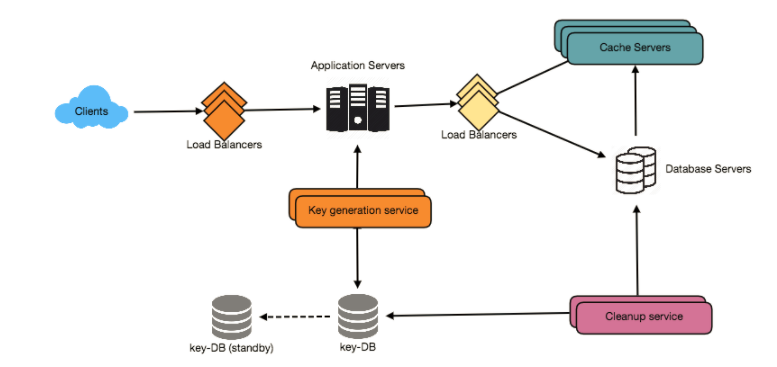 Cache Servers
Application Servers
Clients
Load Balancers
Load Balancers
Database Servers
Key generation service
Cleanup service
key-DB (standby)
key-DB